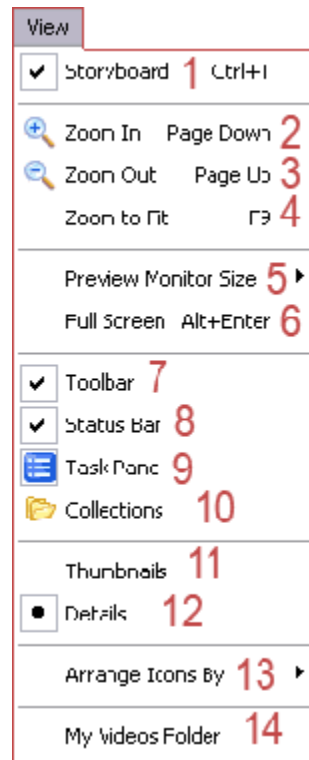 View
Storyboard 1 Ctrl+T
Zoom In Page Down 2
Zoom Out Page Up 3
Zoom to Fit F9 4
Preview Monitor Size 5
Full Screen Alt+Enter 6
Toolbar 7
Status Bar 8
Task Pane 9
Collections 10
Thumbnails 11
Details 12
Arrange Icons By 13
My Videos Folder 14